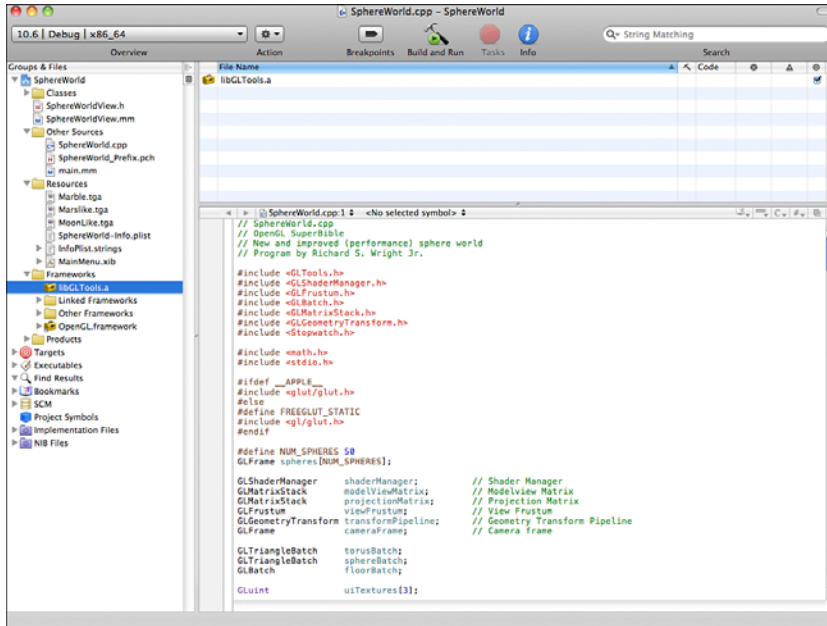 SphereWorld.cpp – SphereWorld
10.6 | Debug | x86_64
Overview
Action
Breakpoints
Build and Run
Tasks
Info
String Matching
Search
Groups & Files
SphereWorld
Classes
SphereWorldView.h
SphereWorldView.mm
Other Sources
SphereWorld.cpp
SphereWorld_Prefix.pch
main.mm
Resources
Marble.tga
Marslike.tga
MoonLike.tga
SphereWorld-Info.plist
InfoPlist.strings
MainMenu.xib
Frameworks
libGLTools.a
Linked Frameworks
Other Frameworks
OpenGL.framework
Products
Targets
Executables
Find Results
Bookmarks
SCM
Project Symbols
Implementation Files
NIB Files
File Name
Code
libGLTools.a
SphereWorld.cpp:1
<No selected symbol>
// SphereWorld.cpp
// OpenGL SuperBible
// New and improved (performance) sphere world
// Program by Richard S. Wright Jr.
#include <GLTools.h>
#include <GLShaderManager.h>
#include <GLFrustum.h>
#include <GLBatch.h>
#include <GLMatrixStack.h>
#include <GLGeometryTransform.h>
#include <Stopwatch.h>
#include <math.h>
#include <stdio.h>
#ifdef __APPLE__
#include <glut/glut.h>
#else
#define FREEGLUT_STATIC
#include <gl/glut.h>
#endif
#define NUM_SPHERES 50
GLFrame spheres[NUM_SPHERES];
GLShaderManager shaderManager; // Shader Manager
GLMatrixStack modelViewMatrix; // Modelview Matrix
GLMatrixStack projectionMatrix; // Projection Matrix
GLFrustum viewFrustum; // View Frustum
GLGeometryTransform transformPipeline; // Geometry Transform Pipeline
GLFrame cameraFrame; // Camera frame
GLTriangleBatch torusBatch;
GLTriangleBatch sphereBatch;
GLBatch floorBatch;
GLuint uiTextures[3];